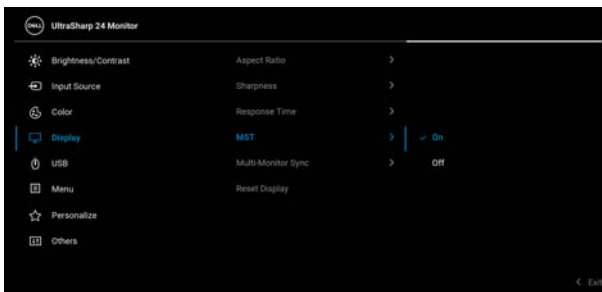 DELL UltraSharp 24 Monitor
Brightness/Contrast Aspect Ratio
Input Source Sharpness
Color Response Time
Display MST On
USB Multi-Monitor Sync Off
Menu Reset Display
Personalize
Others
Exit